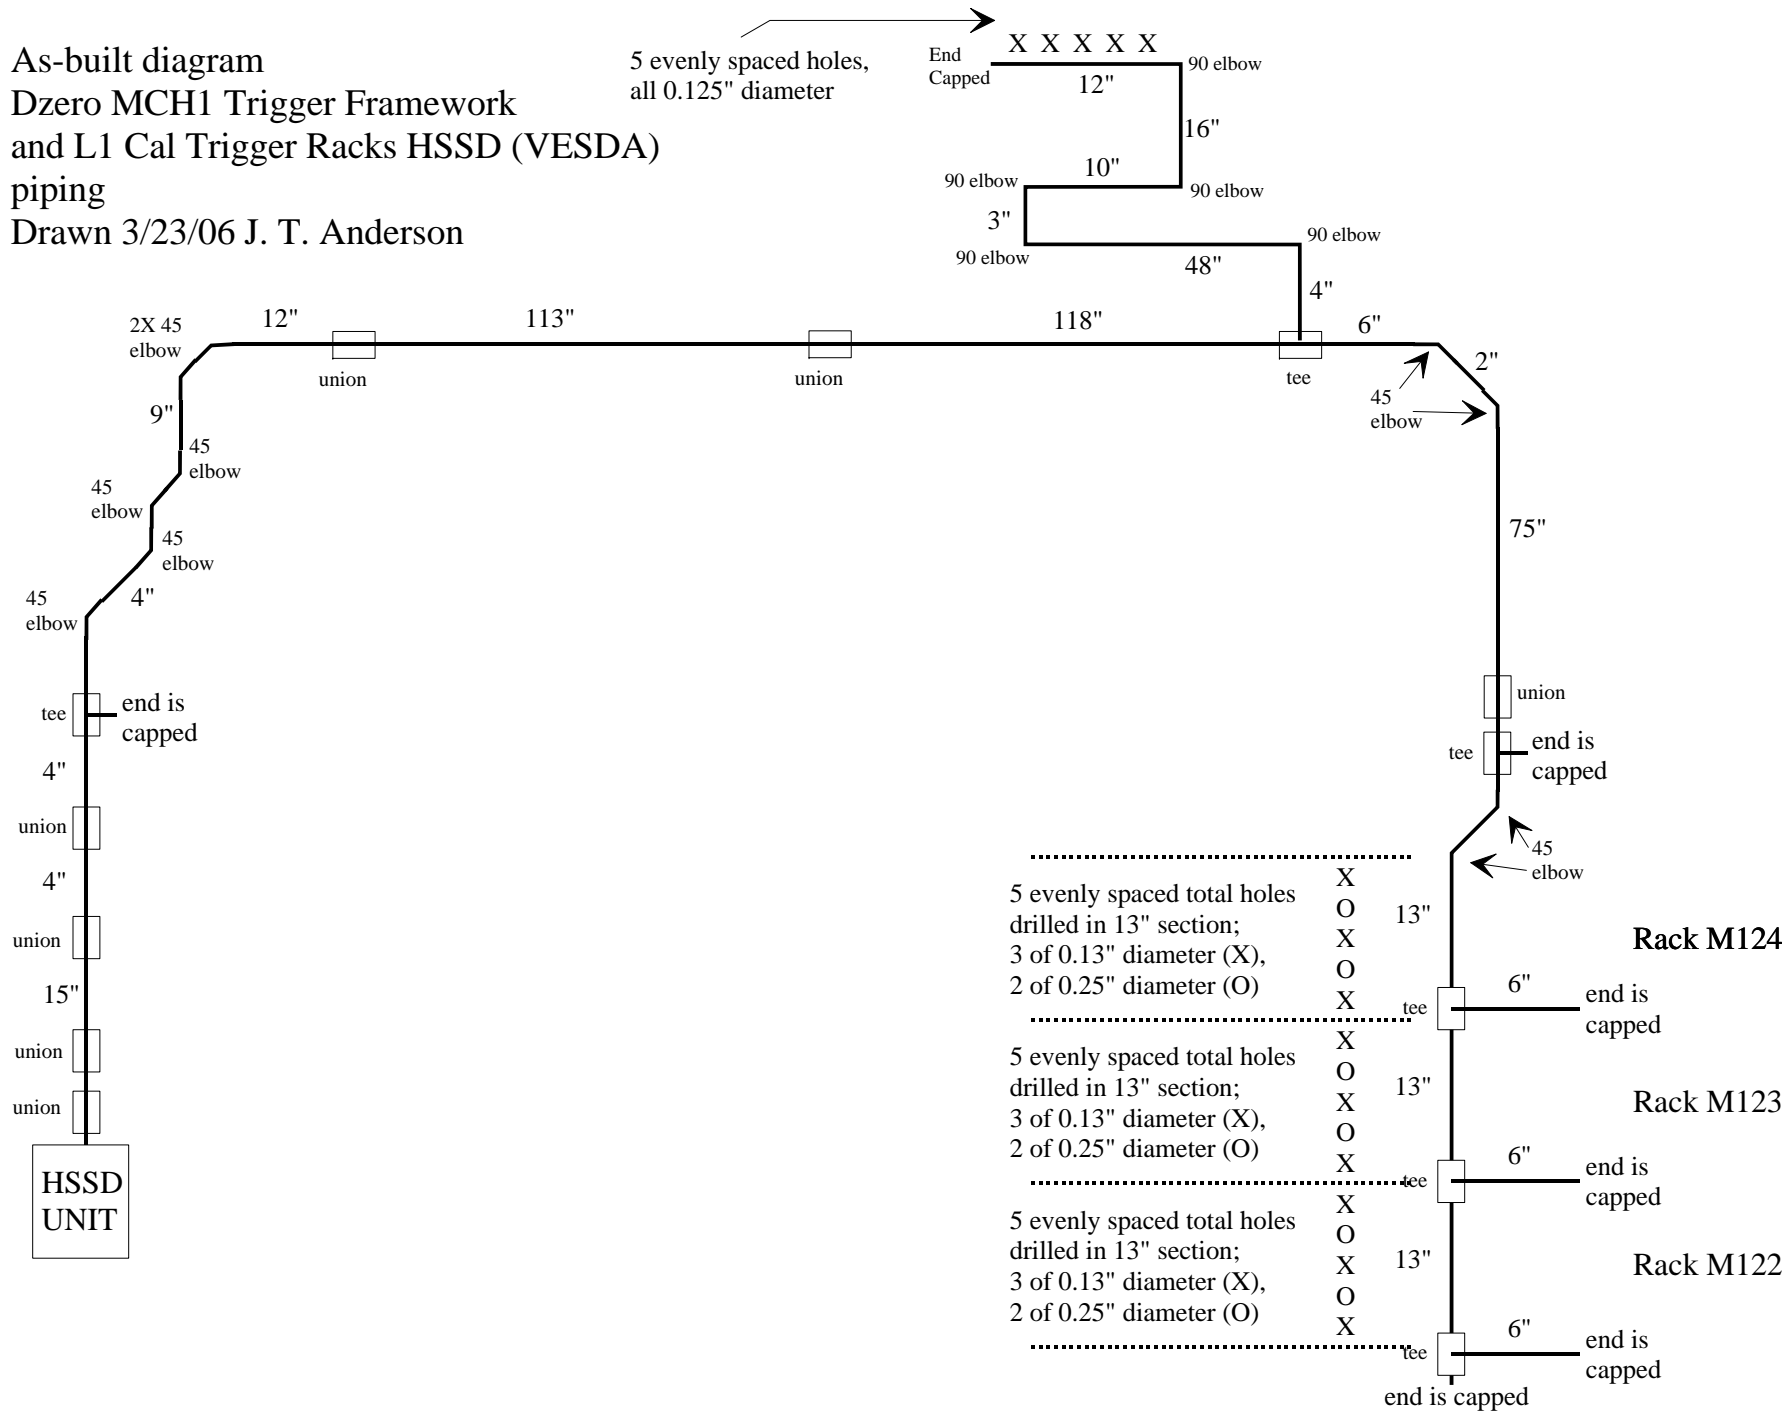 As-built diagram
Dzero MCH1 Trigger Framework
and L1 Cal Trigger Racks HSSD (VESDA)
piping
Drawn 3/23/06 J. T. Anderson
5 evenly spaced holes,
all 0.125" diameter
X X X X X
End
Capped
12"
90 elbow
16"
10"
90 elbow
90 elbow
3"
90 elbow
48"
90 elbow
4"
2X 45
elbow
12"
113"
118"
6"
union
union
tee
2"
45
elbow
9"
45
elbow
45
elbow
45
elbow
4"
45
elbow
75"
tee
end is
capped
union
tee
end is
capped
4"
union
4"
union
15"
union
union
HSSD
UNIT
45
elbow
5 evenly spaced total holes
drilled in 13" section;
3 of 0.13" diameter (X),
2 of 0.25" diameter (O)
X
O
X
O
X
13"
Rack M124
tee
6"
end is
capped
5 evenly spaced total holes
drilled in 13" section;
3 of 0.13" diameter (X),
2 of 0.25" diameter (O)
X
O
X
O
X
13"
Rack M123
tee
6"
end is
capped
5 evenly spaced total holes
drilled in 13" section;
3 of 0.13" diameter (X),
2 of 0.25" diameter (O)
X
O
X
O
X
13"
Rack M122
tee
6"
end is
capped
end is capped